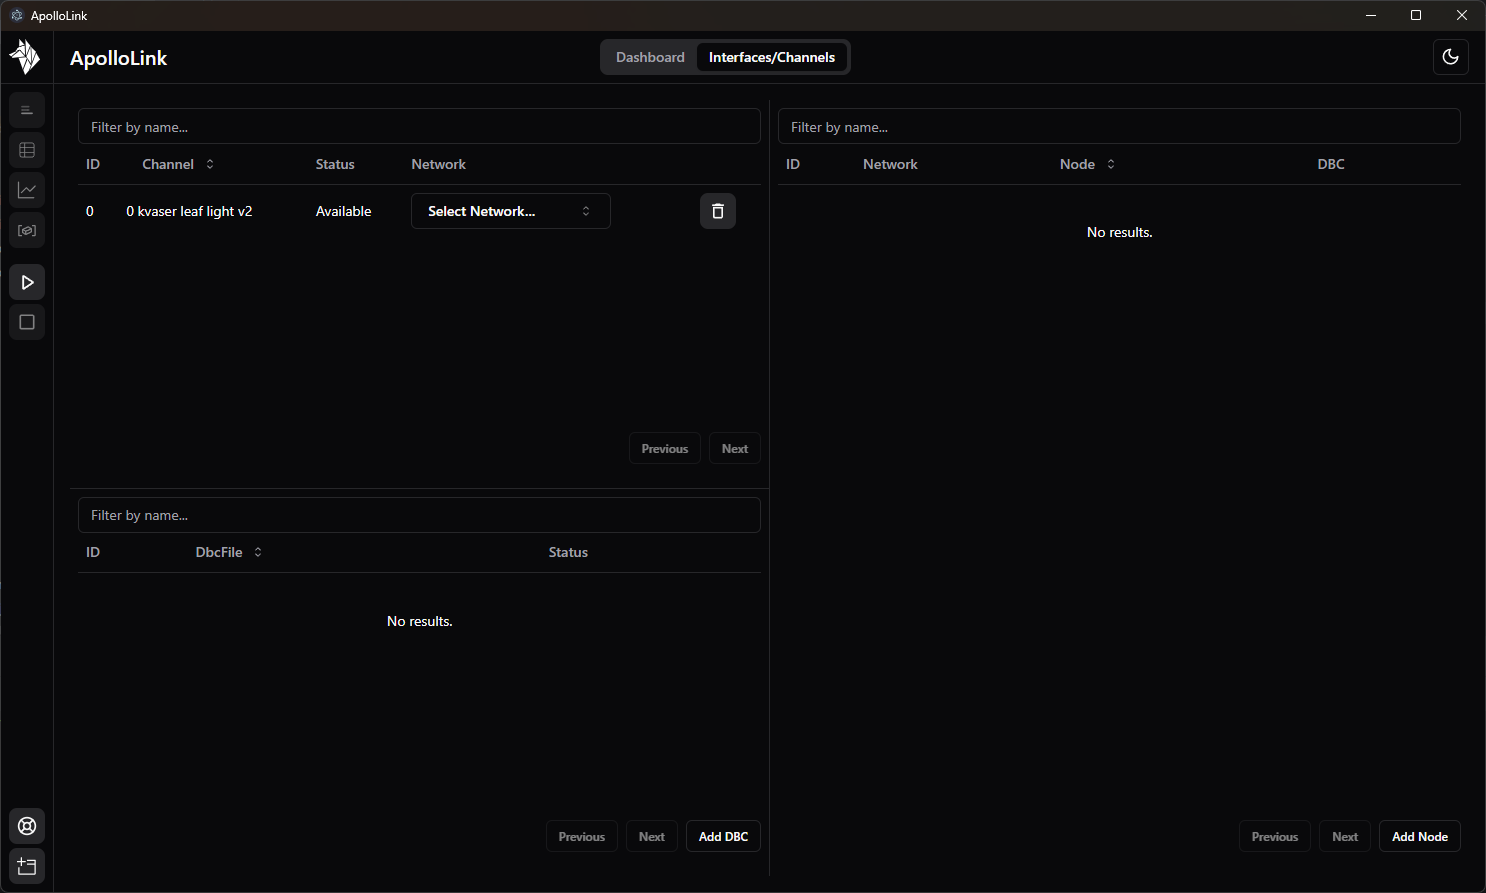 ApolloLink
ApolloLink
Dashboard
Interfaces/Channels
Filter by name...
ID Channel Status Network
0 0 kvaser leaf light v2 Available Select Network...
Previous Next
Filter by name...
ID DbcFile Status
No results.
Previous Next Add DBC
Filter by name...
ID Network Node DBC
No results.
Previous Next Add Node